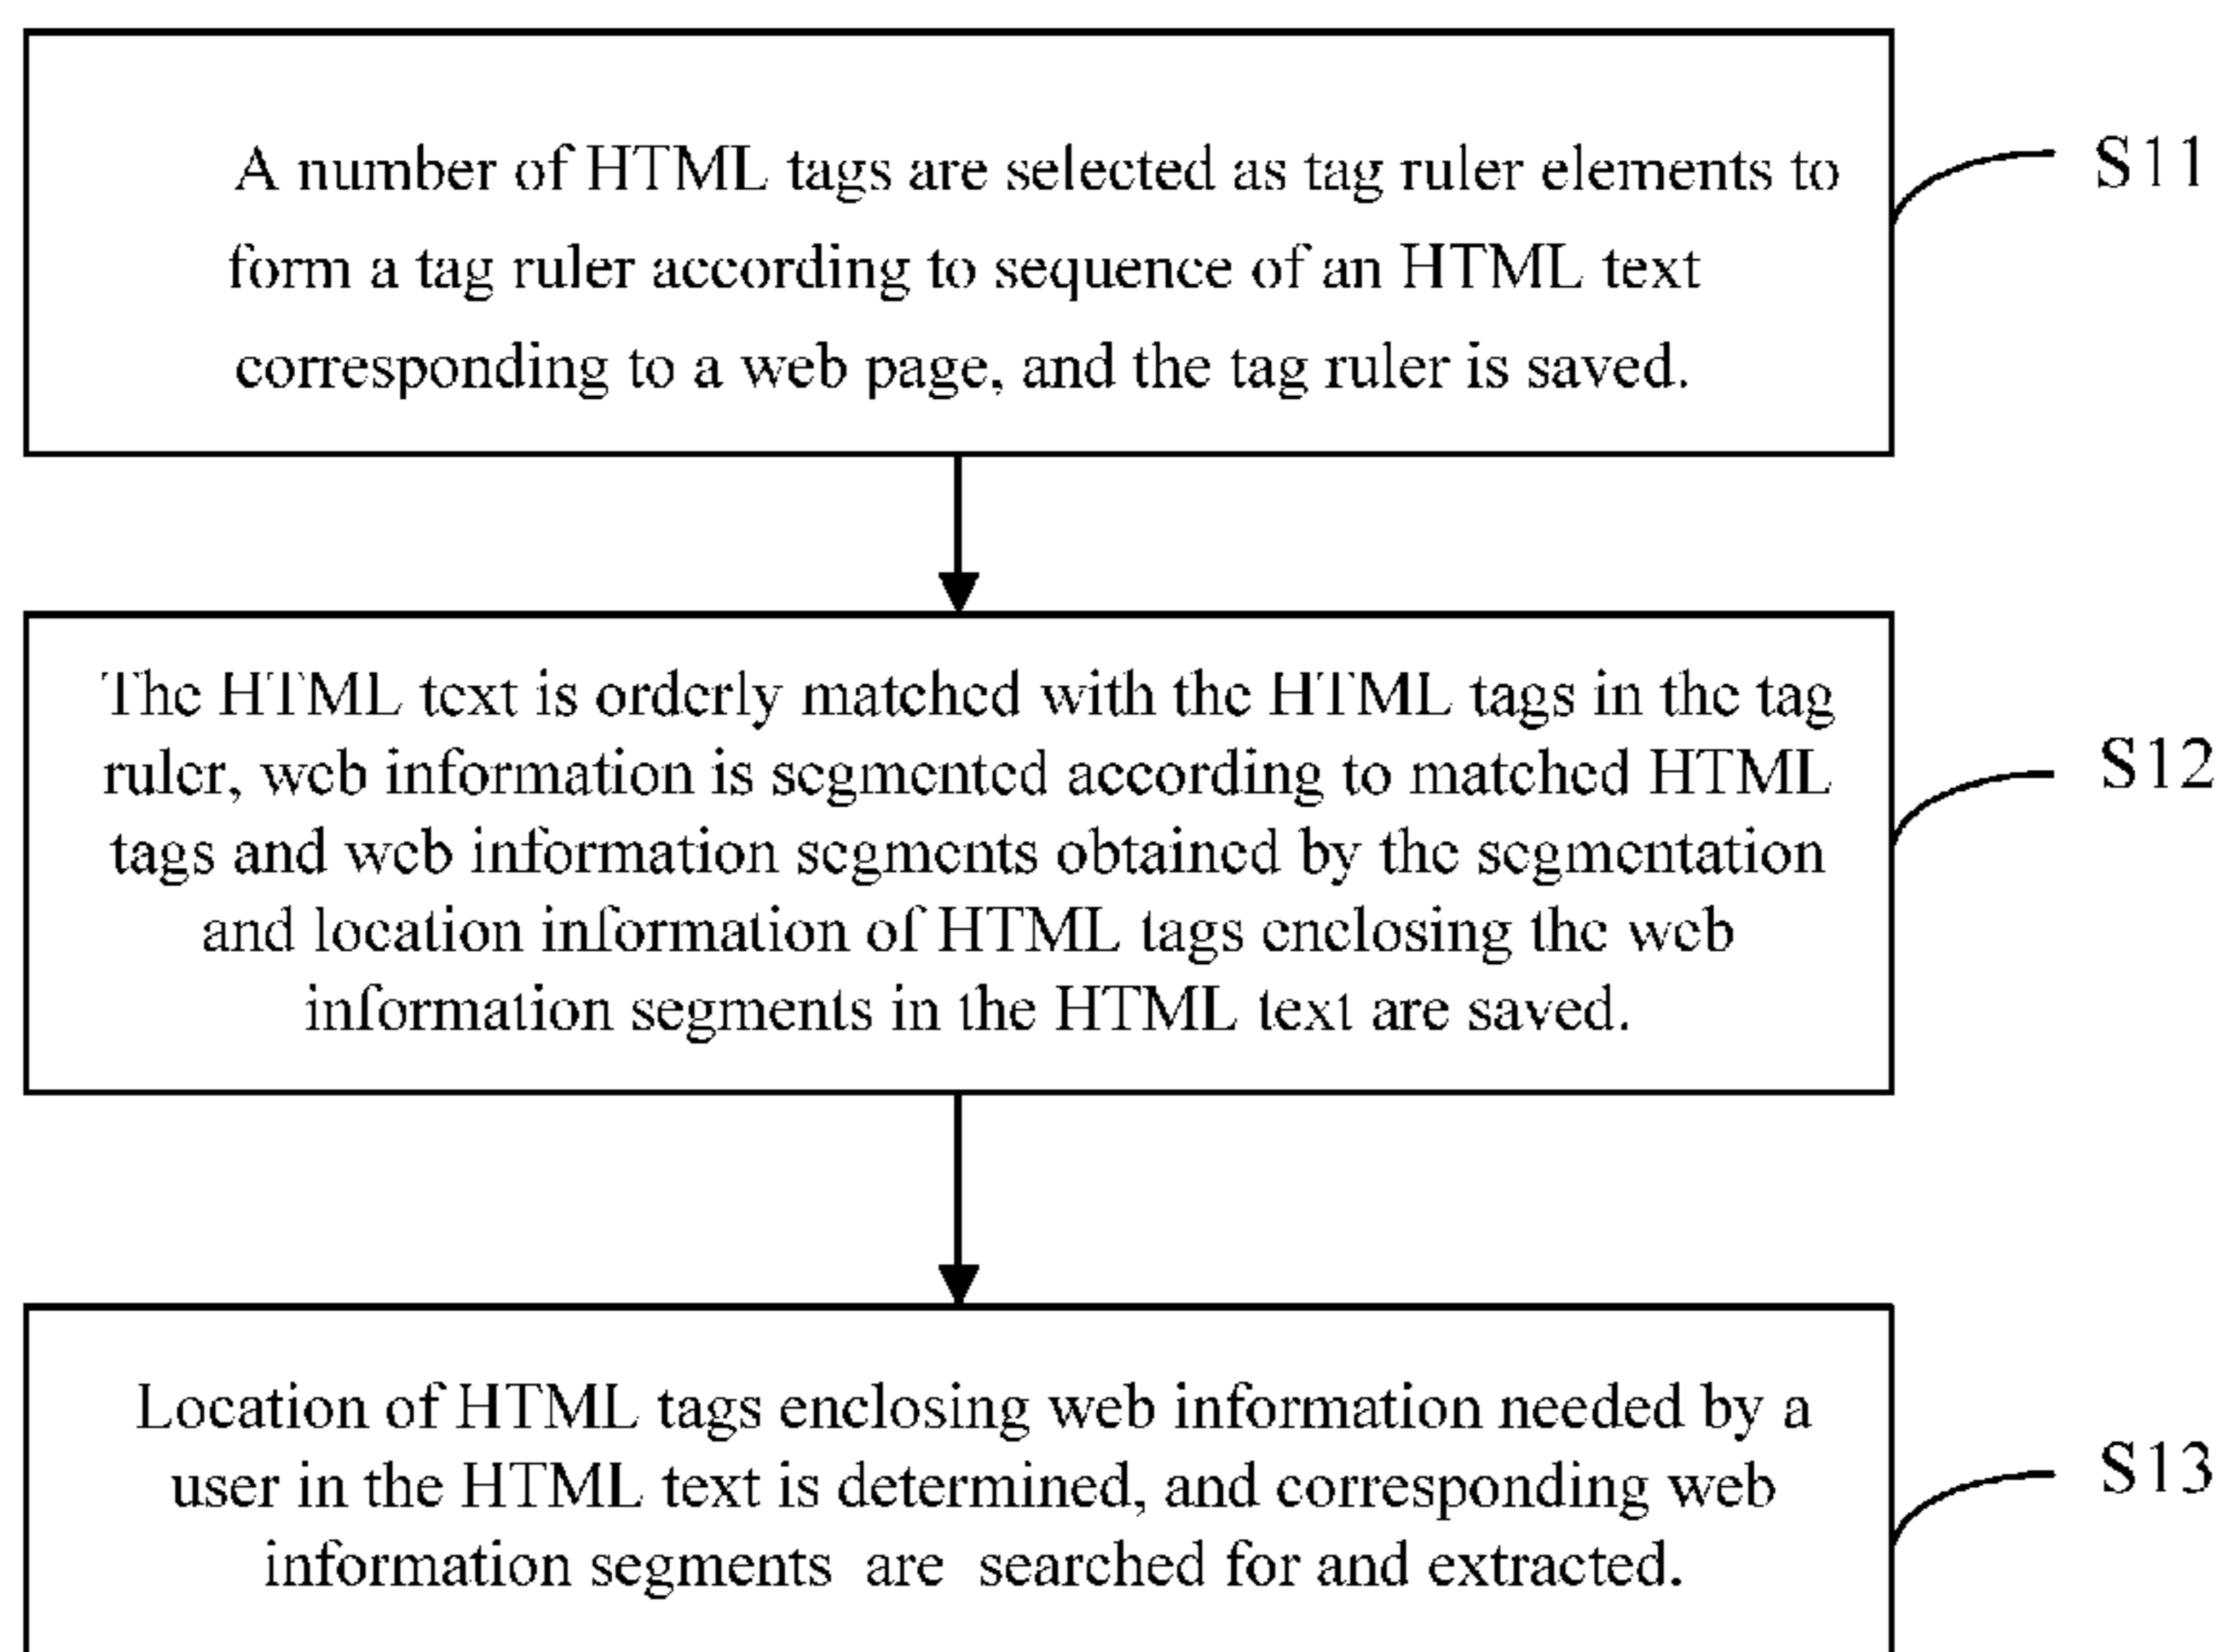 A number of HTML tags are selected as tag ruler elements to
form a tag ruler according to sequence of an HTML text
corresponding to a web page, and the tag ruler is saved.
S11
The HTML text is orderly matched with the HTML tags in the tag
ruler, web information is segmented according to matched HTML
tags and web information segments obtained by the segmentation
and location information of HTML tags enclosing the web
information segments in the HTML text are saved.
S12
Location of HTML tags enclosing web information needed by a
user in the HTML text is determined, and corresponding web
information segments are searched for and extracted.
S13